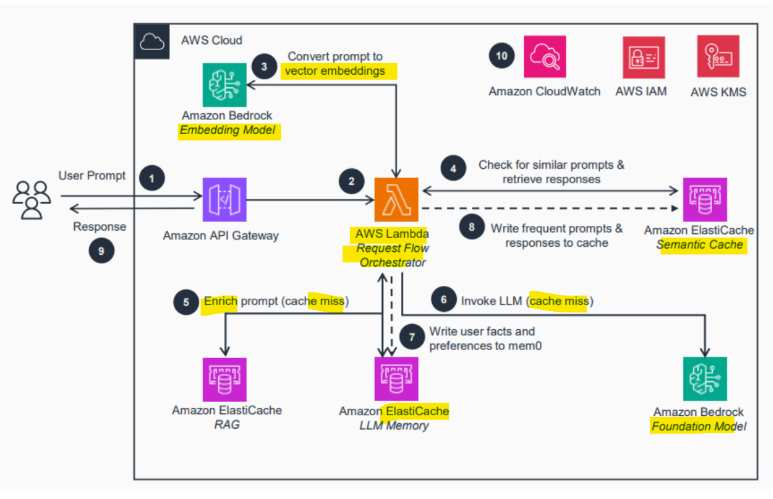 AWS Cloud
10
Amazon CloudWatch
AWS IAM
AWS KMS
3
Convert prompt to
vector embeddings
Amazon Bedrock
Embedding Model
User Prompt
1
2
4
Check for similar prompts &
retrieve responses
Response
9
Amazon API Gateway
AWS Lambda
Request Flow
Orchestrator
8
Write frequent prompts &
responses to cache
Amazon ElastiCache
Semantic Cache
5
Enrich prompt (cache miss)
6
Invoke LLM (cache miss)
7
Write user facts and
preferences to mem0
Amazon ElastiCache
RAG
Amazon ElastiCache
LLM Memory
Amazon Bedrock
Foundation Model